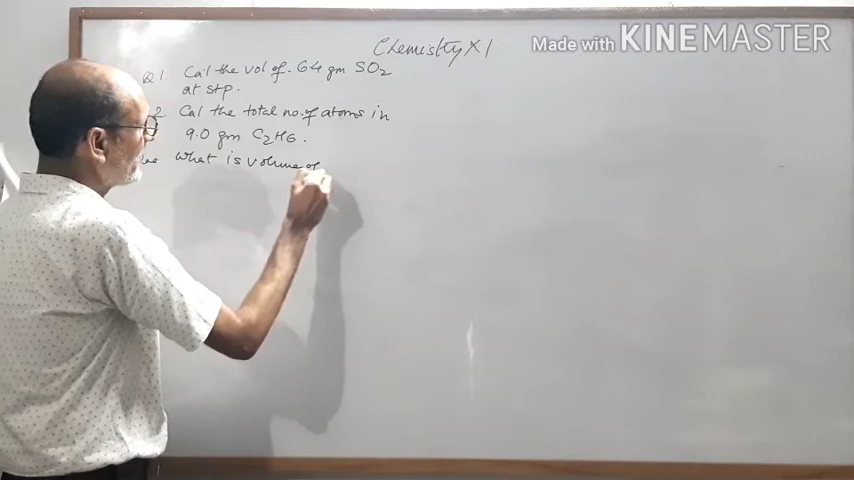 Chemistry XI
Made with KINEMASTER
Q1. Cal the vol of. 64 gm SO2
at stp.
2. Cal the total no. of atoms in
9.0 gm C2H6.
What is volume of